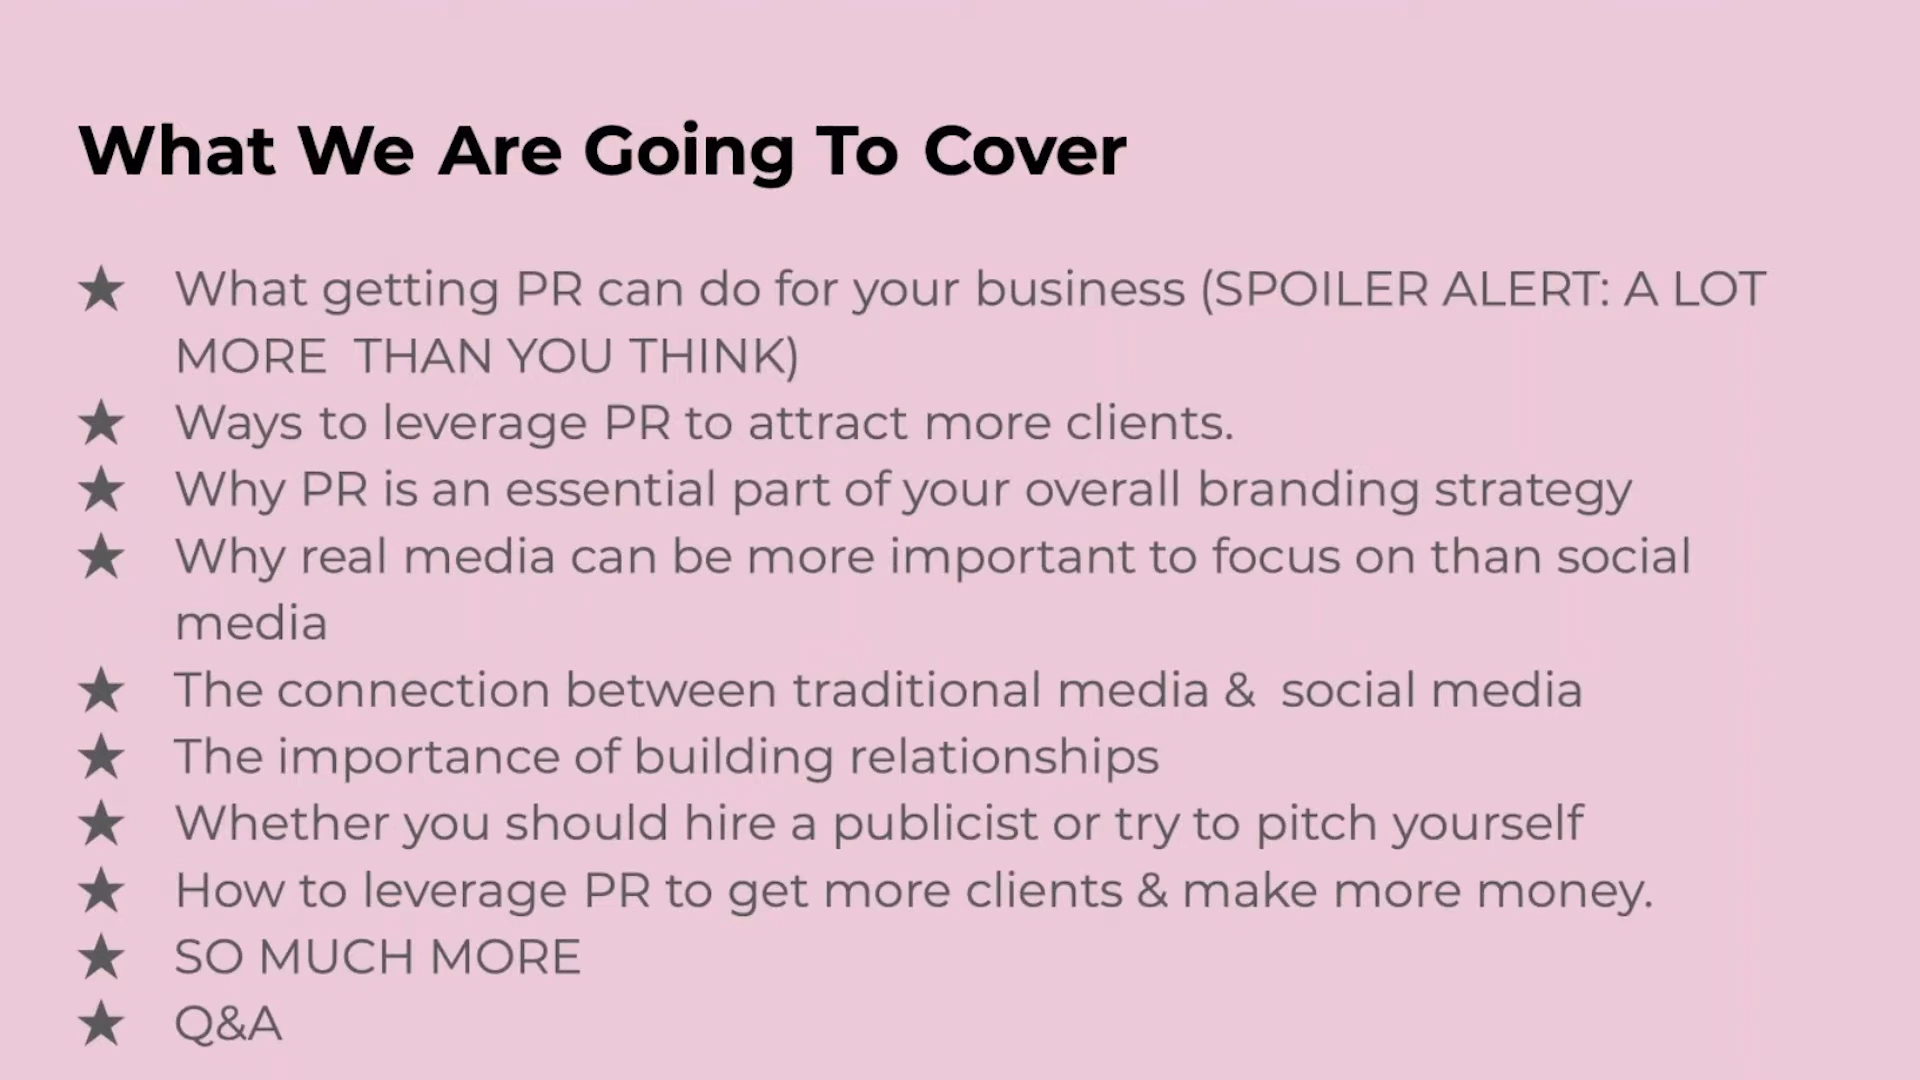 What We Are Going To Cover
★ What getting PR can do for your business (SPOILER ALERT: A LOT
MORE  THAN YOU THINK)
★ Ways to leverage PR to attract more clients.
★ Why PR is an essential part of your overall branding strategy
★ Why real media can be more important to focus on than social
media
★ The connection between traditional media &  social media
★ The importance of building relationships
★ Whether you should hire a publicist or try to pitch yourself
★ How to leverage PR to get more clients & make more money.
★ SO MUCH MORE
★ Q&A